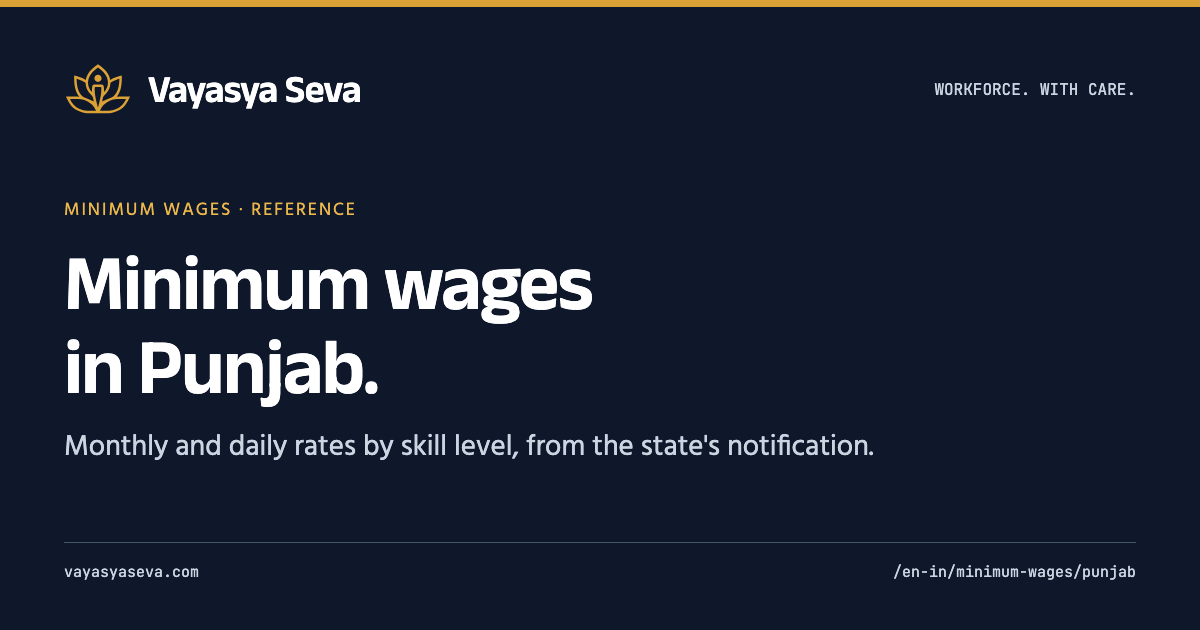 Vayasya Seva
WORKFORCE. WITH CARE.
MINIMUM WAGES · REFERENCE
Minimum wages
in Punjab.
Monthly and daily rates by skill level, from the state's notification.
vayasyaseva.com
/en-in/minimum-wages/punjab